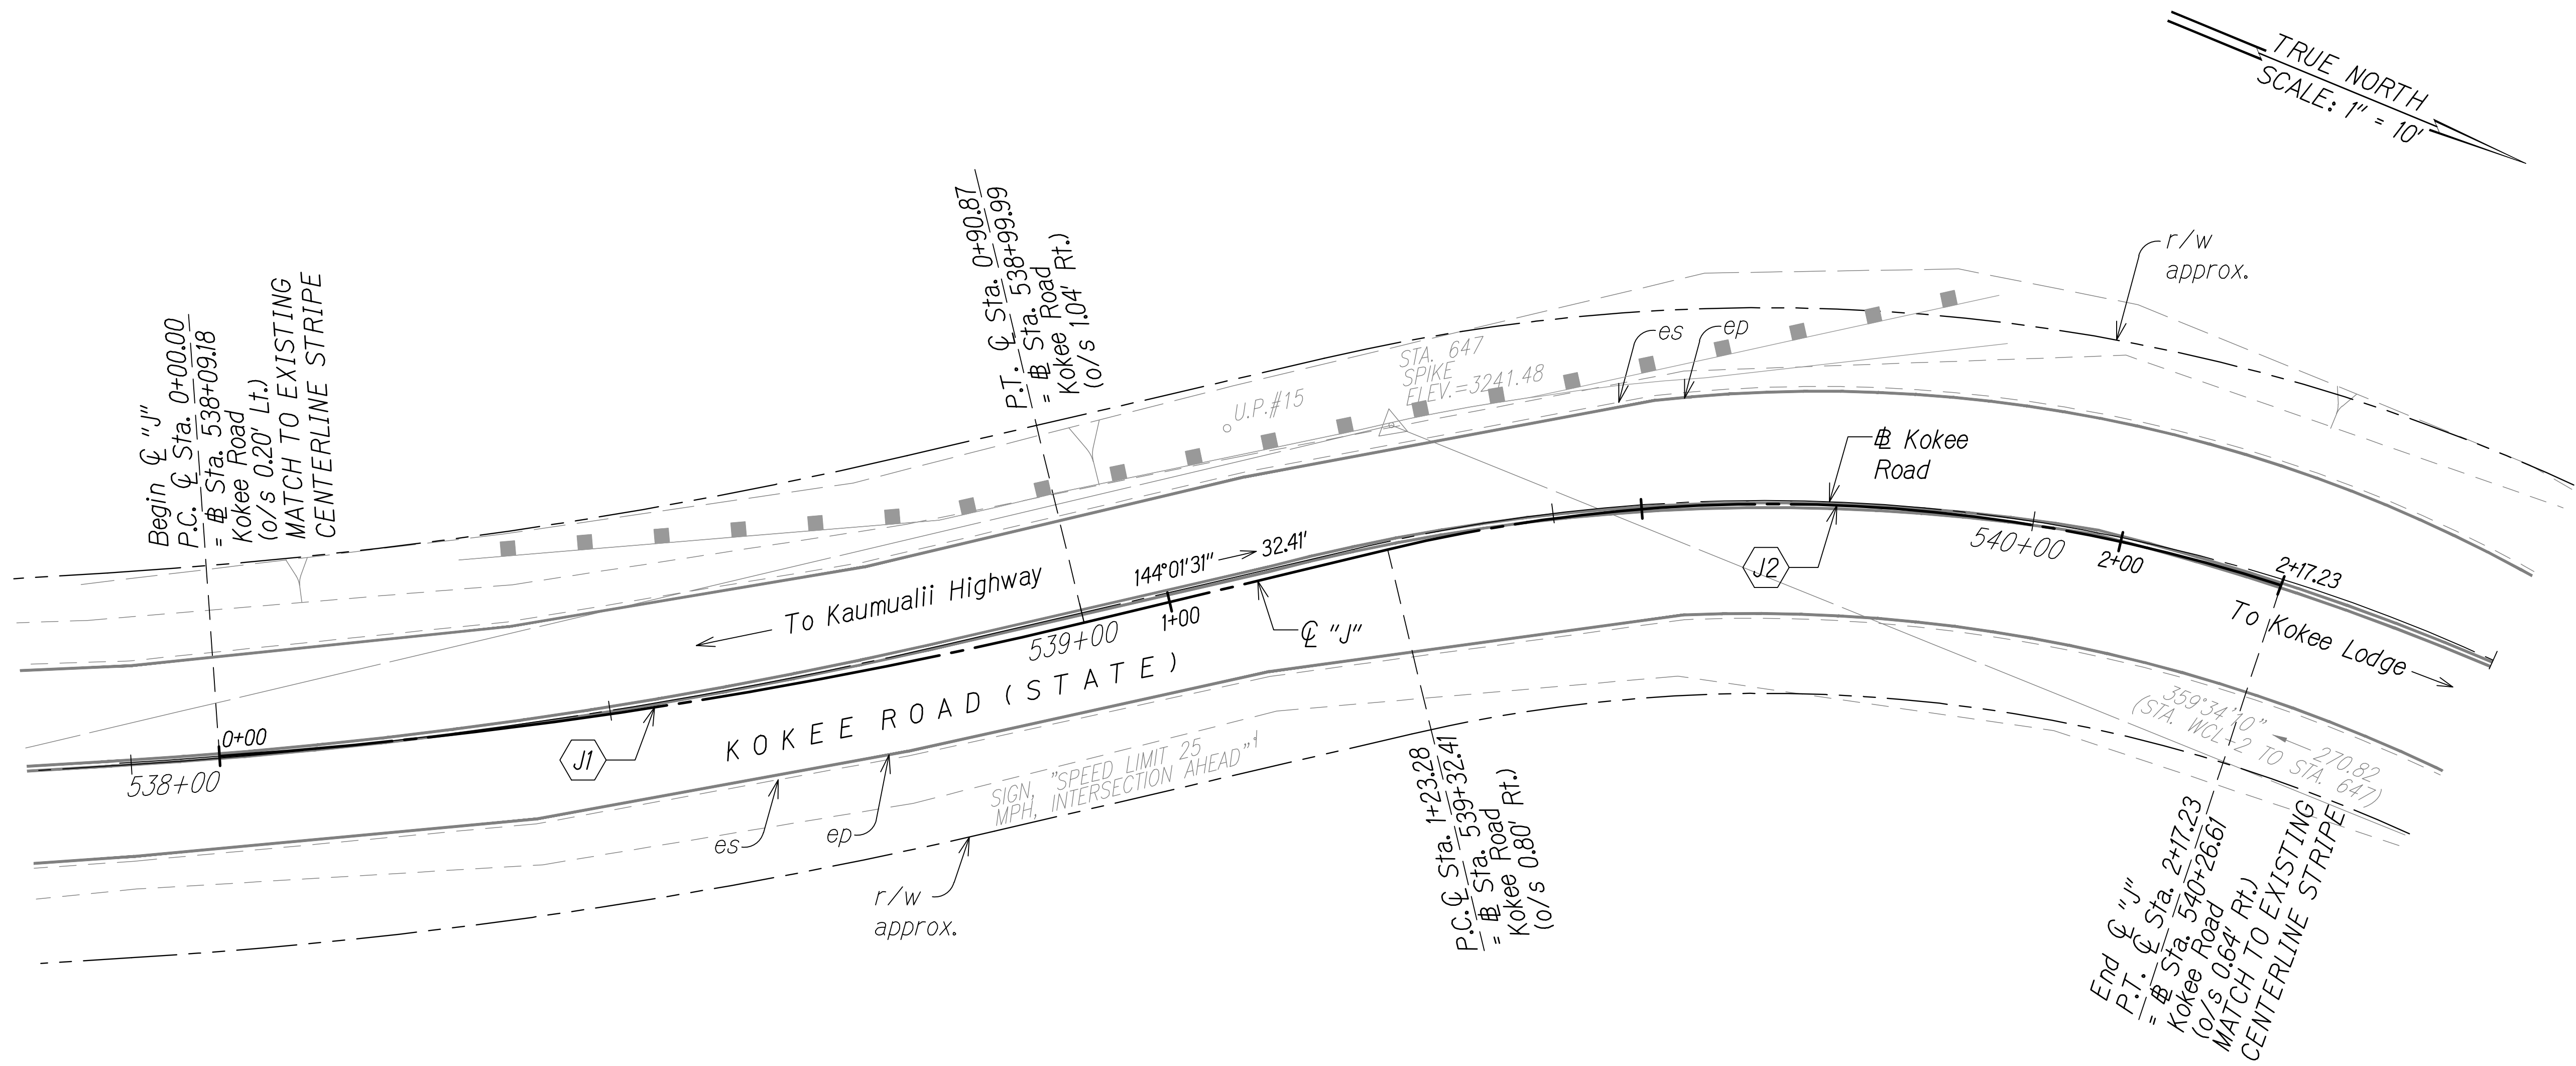 TRUE NORTH
SCALE: 1" = 10'
Begin ℄ "J"
P.C. ℄ Sta. 0+00.00
= ⅊ Sta. 538+09.18
Kokee Road
(o/s 0.20' Lt.)
MATCH TO EXISTING
CENTERLINE STRIPE
P.T. ℄ Sta. 0+90.87
= ⅊ Sta. 538+99.99
Kokee Road
(o/s 1.04' Rt.)
r/w
approx.
es
ep
STA. 647
SPIKE
ELEV.=3241.48
U.P.#15
⅊ Kokee
Road
144°01'31" 32.41'
To Kaumualii Highway
540+00
2+00
2+17.23
J2
To Kokee Lodge
539+00
1+00
℄ "J"
KOKEE ROAD (STATE)
0+00
538+00
J1
359°34'10" 270.82
(STA. WCL-2 TO STA. 647)
SIGN, "SPEED LIMIT 25
MPH, INTERSECTION AHEAD"
es
ep
r/w
approx.
P.C. ℄ Sta. 1+23.28
= ⅊ Sta. 539+32.41
Kokee Road
(o/s 0.80' Rt.)
End ℄ "J"
P.T. ℄ Sta. 2+17.23
= ⅊ Sta. 540+26.61
Kokee Road
(o/s 0.64' Rt.)
MATCH TO EXISTING
CENTERLINE STRIPE